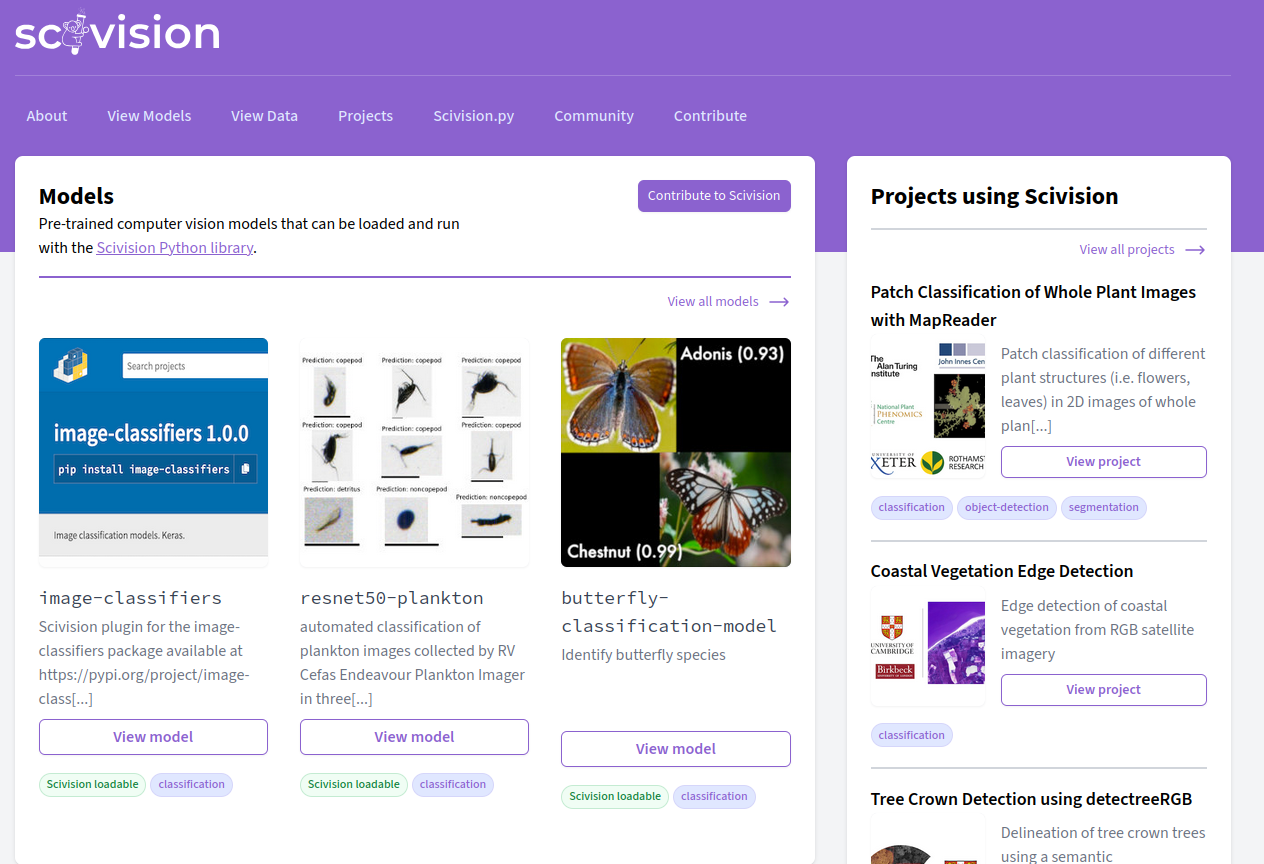 scivision
About View Models View Data Projects Scivision.py Community Contribute
Models
Contribute to Scivision
Pre-trained computer vision models that can be loaded and run
with the Scivision Python library.
View all models
Search projects
image-classifiers 1.0.0
pip install image-classifiers
Image classification models. Keras.
image-classifiers
Scivision plugin for the image-
classifiers package available at
https://pypi.org/project/image-
class[...]
View model
Scivision loadable classification
Prediction: copepod Prediction: copepod Prediction: copepod
Prediction: copepod Prediction: copepod Prediction: copepod
Prediction: detritus Prediction: noncopepod Prediction: noncopepod
resnet50-plankton
automated classification of
plankton images collected by RV
Cefas Endeavour Plankton Imager
in three[...]
View model
Scivision loadable classification
Adonis (0.93)
Chestnut (0.99)
butterfly-
classification-model
Identify butterfly species
View model
Scivision loadable classification
Projects using Scivision
View all projects
Patch Classification of Whole Plant Images
with MapReader
The
Alan Turing
Institute
John Innes Cen
National Plant
PHENOMICS
Centre
UNIVERSITY OF
EXETER
ROTHAMS
RESEARCH
Patch classification of different
plant structures (i.e. flowers,
leaves) in 2D images of whole
plan[...]
View project
classification object-detection segmentation
Coastal Vegetation Edge Detection
UNIVERSITY OF
CAMBRIDGE
Birkbeck
UNIVERSITY OF LONDON
Edge detection of coastal
vegetation from RGB satellite
imagery
View project
classification
Tree Crown Detection using detectreeRGB
Delineation of tree crown trees
using a semantic